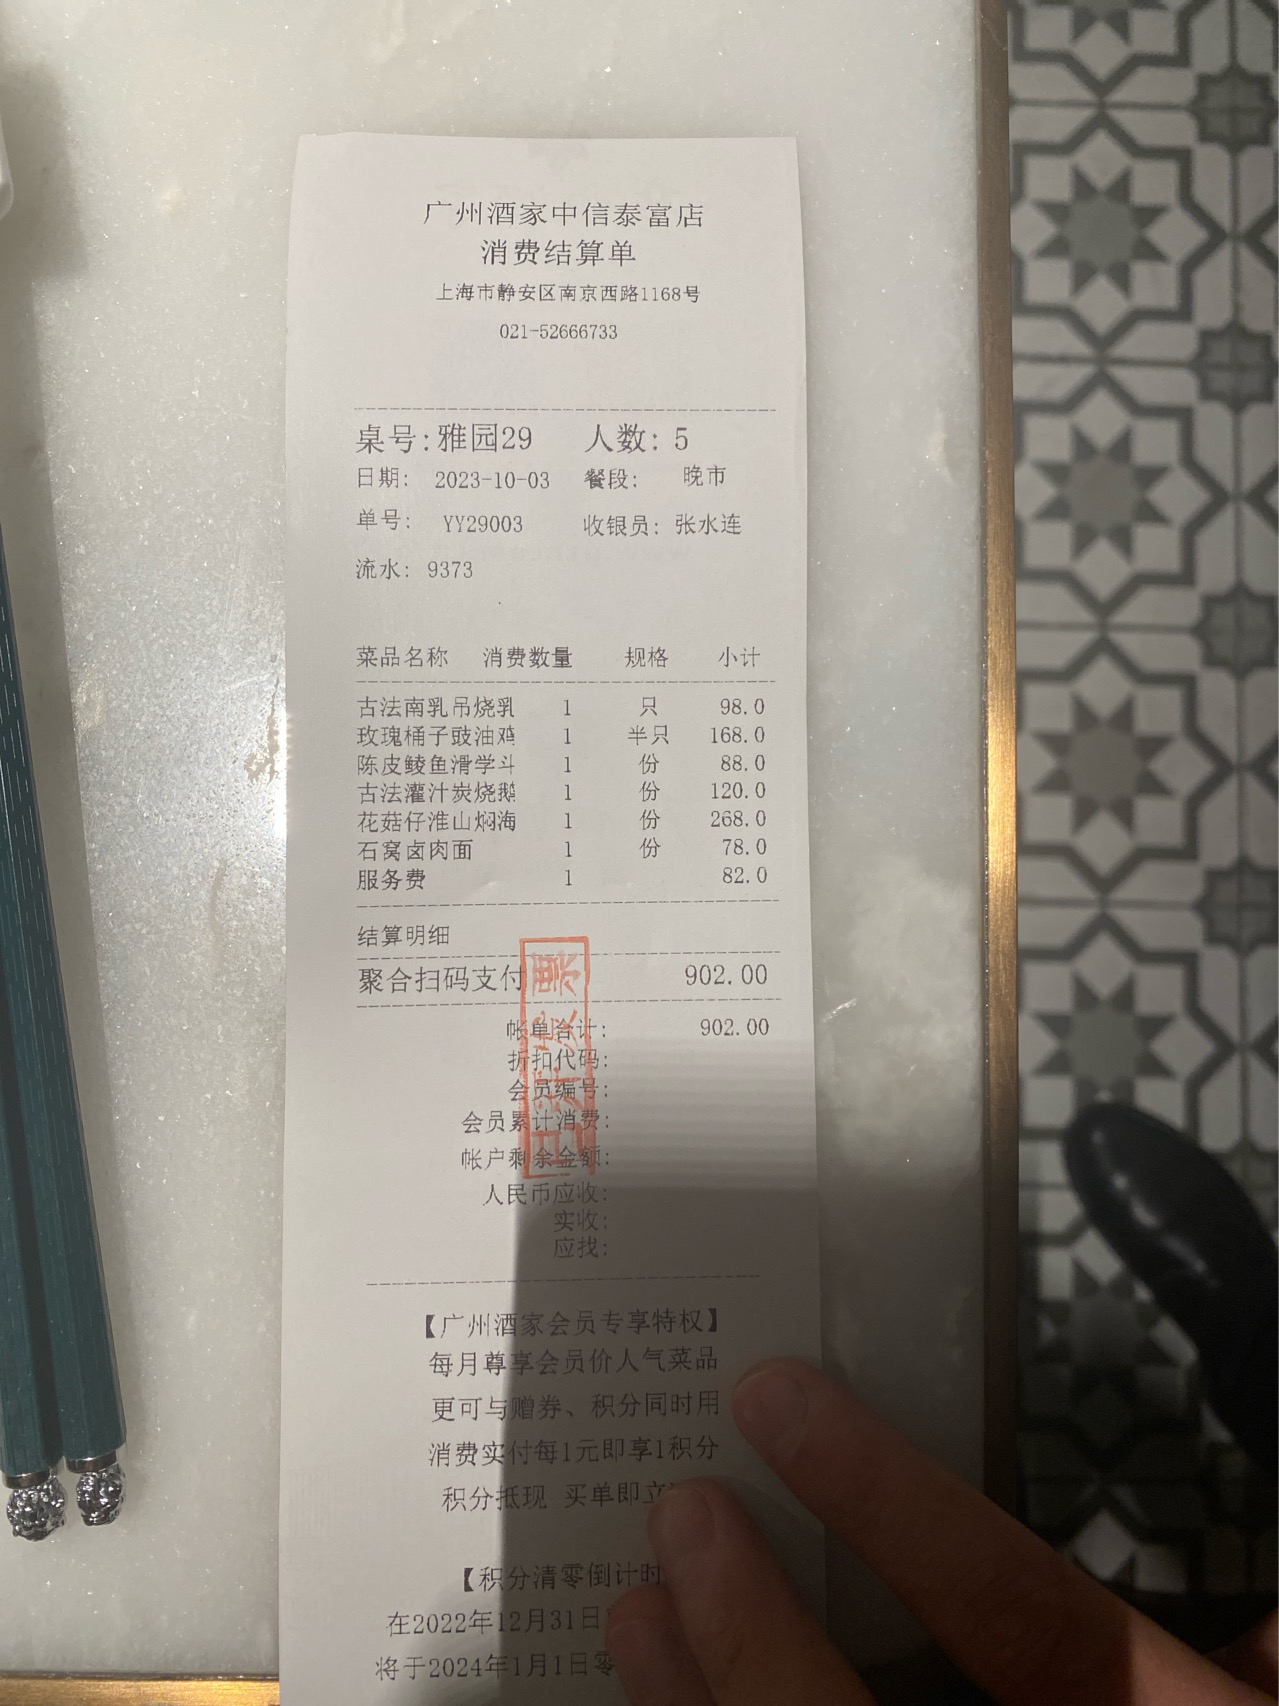 广州酒家中信泰富店
消费结算单
上海市静安区南京西路1168号
021-52666733
桌号:雅园29 人数: 5
日期: 2023-10-03 餐段: 晚市
单号: YY29003 收银员: 张水连
流水: 9373
菜品名称 消费数量 规格 小计
古法南乳吊烧乳 1 只 98.0
玫瑰桶子豉油鸡 1 半只 168.0
陈皮鲮鱼滑学斗 1 份 88.0
古法灌汁炭烧鹅 1 份 120.0
花菇仔淮山焖海 1 份 268.0
石窝卤肉面 1 份 78.0
服务费 1 82.0
结算明细
聚合扫码支付 902.00
帐单合计: 902.00
折扣代码:
会员编号:
会员累计消费:
帐户剩余金额:
人民币应收:
实收:
应找:
【广州酒家会员专享特权】
每月尊享会员价人气菜品
更可与赠券、积分同时用
消费实付每1元即享1积分
积分抵现 买单即立
【积分清零倒计时
在2022年12月31日
将于2024年1月1日零
已开发票